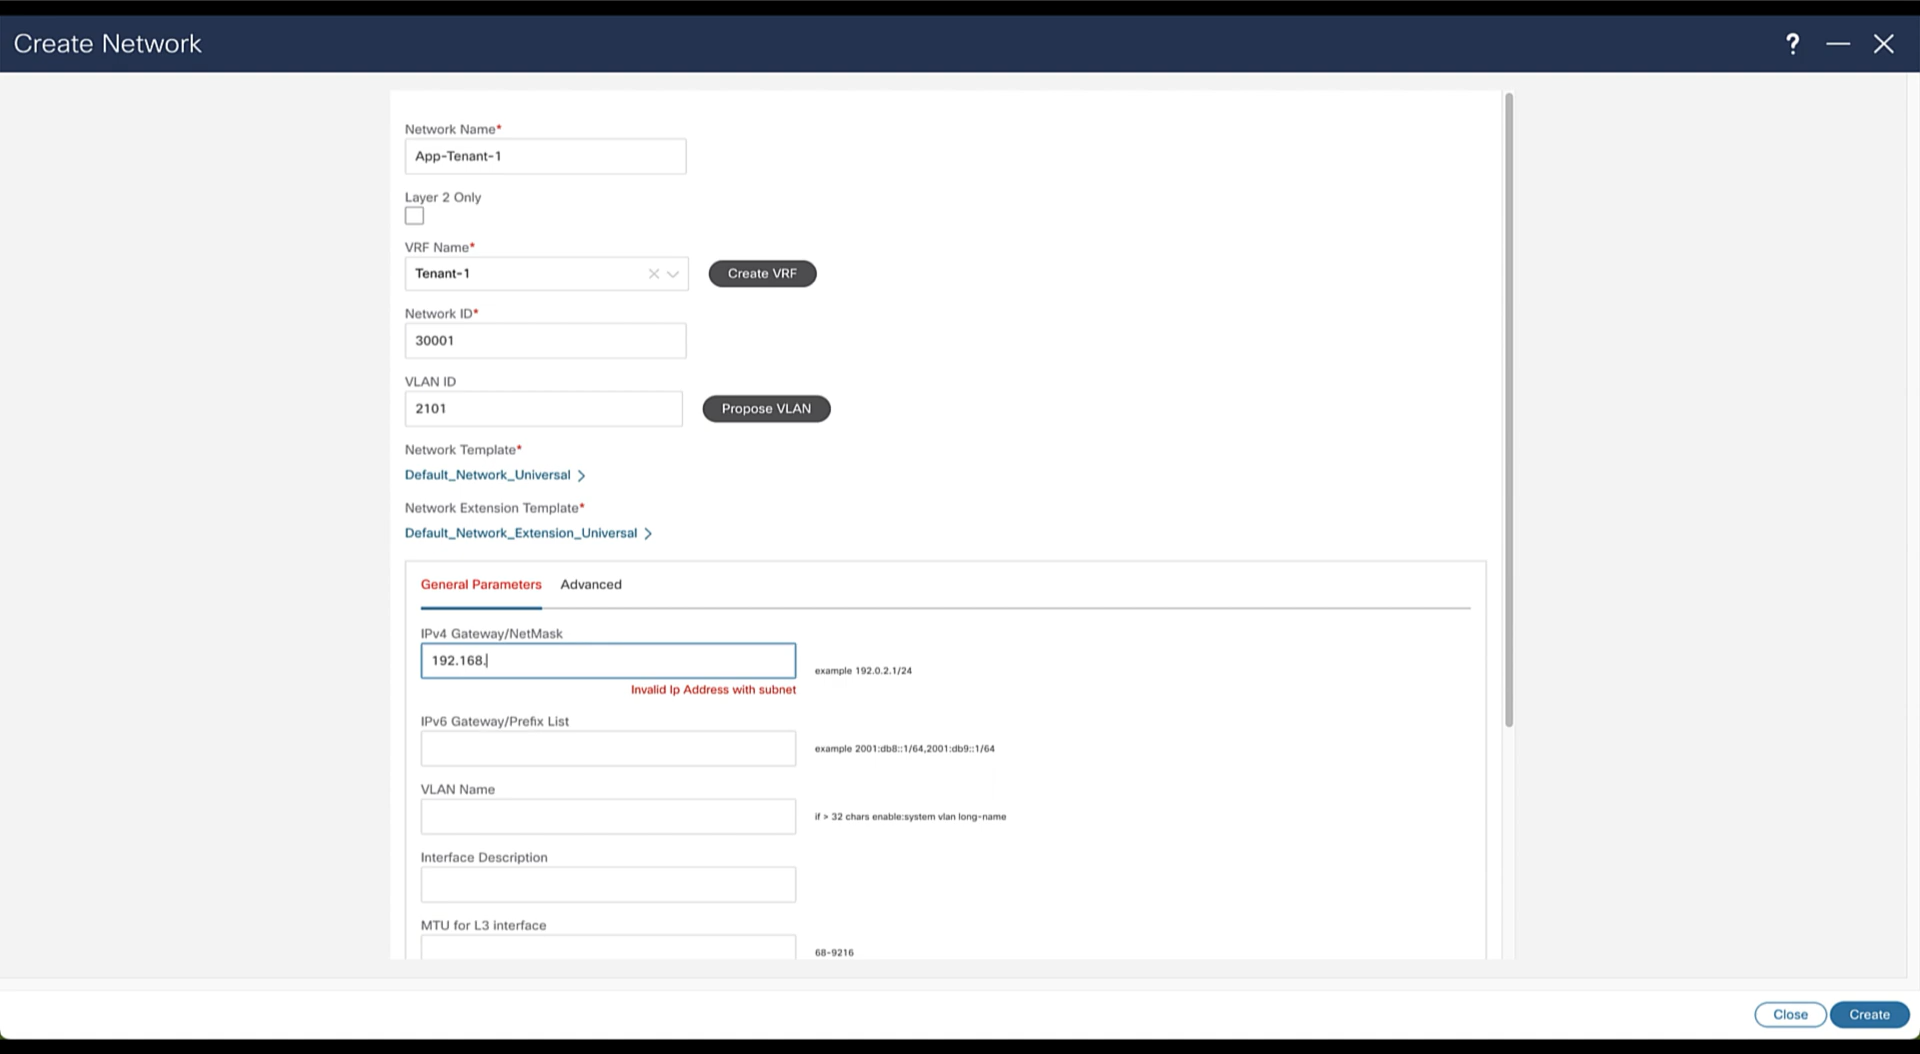 Create Network
?
Network Name*
App-Tenant-1
Layer 2 Only
VRF Name*
Tenant-1
Create VRF
Network ID*
30001
VLAN ID
2101
Propose VLAN
Network Template*
Default_Network_Universal >
Network Extension Template*
Default_Network_Extension_Universal >
General Parameters Advanced
IPv4 Gateway/NetMask
192.168.
example 192.0.2.1/24
Invalid Ip Address with subnet
IPv6 Gateway/Prefix List
example 2001:db8::1/64,2001:db9::1/64
VLAN Name
if > 32 chars enable:system vlan long-name
Interface Description
MTU for L3 interface
68-9216
Close Create